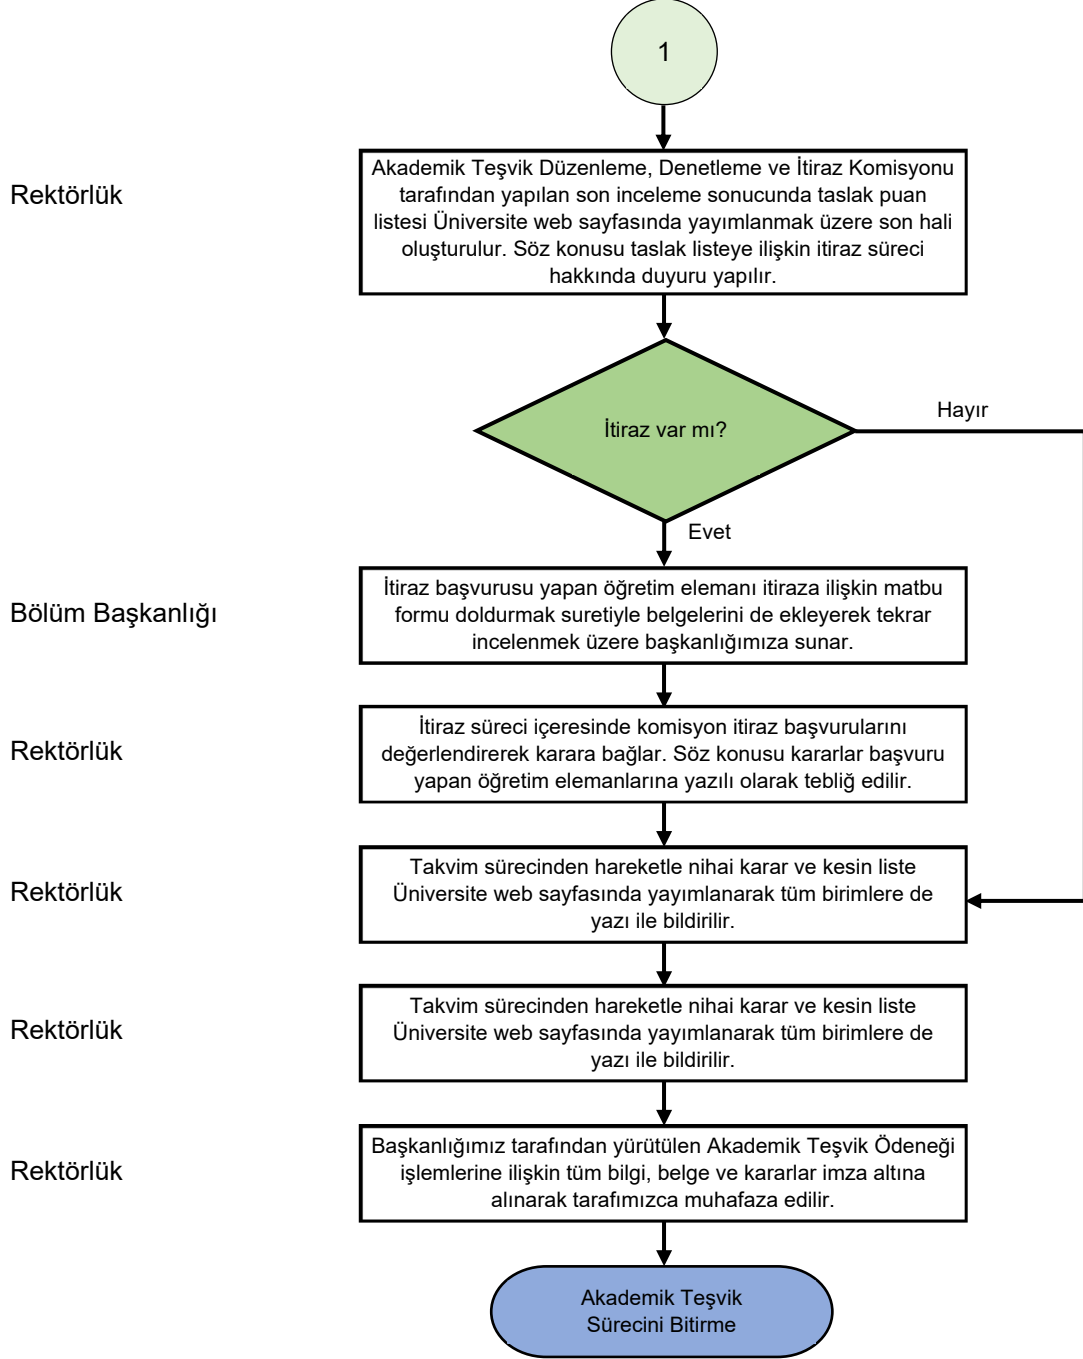 1
Rektörlük
Akademik Teşvik Düzenleme, Denetleme ve İtiraz Komisyonu
tarafından yapılan son inceleme sonucunda taslak puan
listesi Üniversite web sayfasında yayımlanmak üzere son hali
oluşturulur. Söz konusu taslak listeye ilişkin itiraz süreci
hakkında duyuru yapılır.
İtiraz var mı?
Hayır
Evet
Bölüm Başkanlığı
İtiraz başvurusu yapan öğretim elemanı itiraza ilişkin matbu
formu doldurmak suretiyle belgelerini de ekleyerek tekrar
incelenmek üzere başkanlığımıza sunar.
Rektörlük
İtiraz süreci içeresinde komisyon itiraz başvurularını
değerlendirerek karara bağlar. Söz konusu kararlar başvuru
yapan öğretim elemanlarına yazılı olarak tebliğ edilir.
Rektörlük
Takvim sürecinden hareketle nihai karar ve kesin liste
Üniversite web sayfasında yayımlanarak tüm birimlere de
yazı ile bildirilir.
Rektörlük
Takvim sürecinden hareketle nihai karar ve kesin liste
Üniversite web sayfasında yayımlanarak tüm birimlere de
yazı ile bildirilir.
Rektörlük
Başkanlığımız tarafından yürütülen Akademik Teşvik Ödeneği
işlemlerine ilişkin tüm bilgi, belge ve kararlar imza altına
alınarak tarafımızca muhafaza edilir.
Akademik Teşvik
Sürecini Bitirme